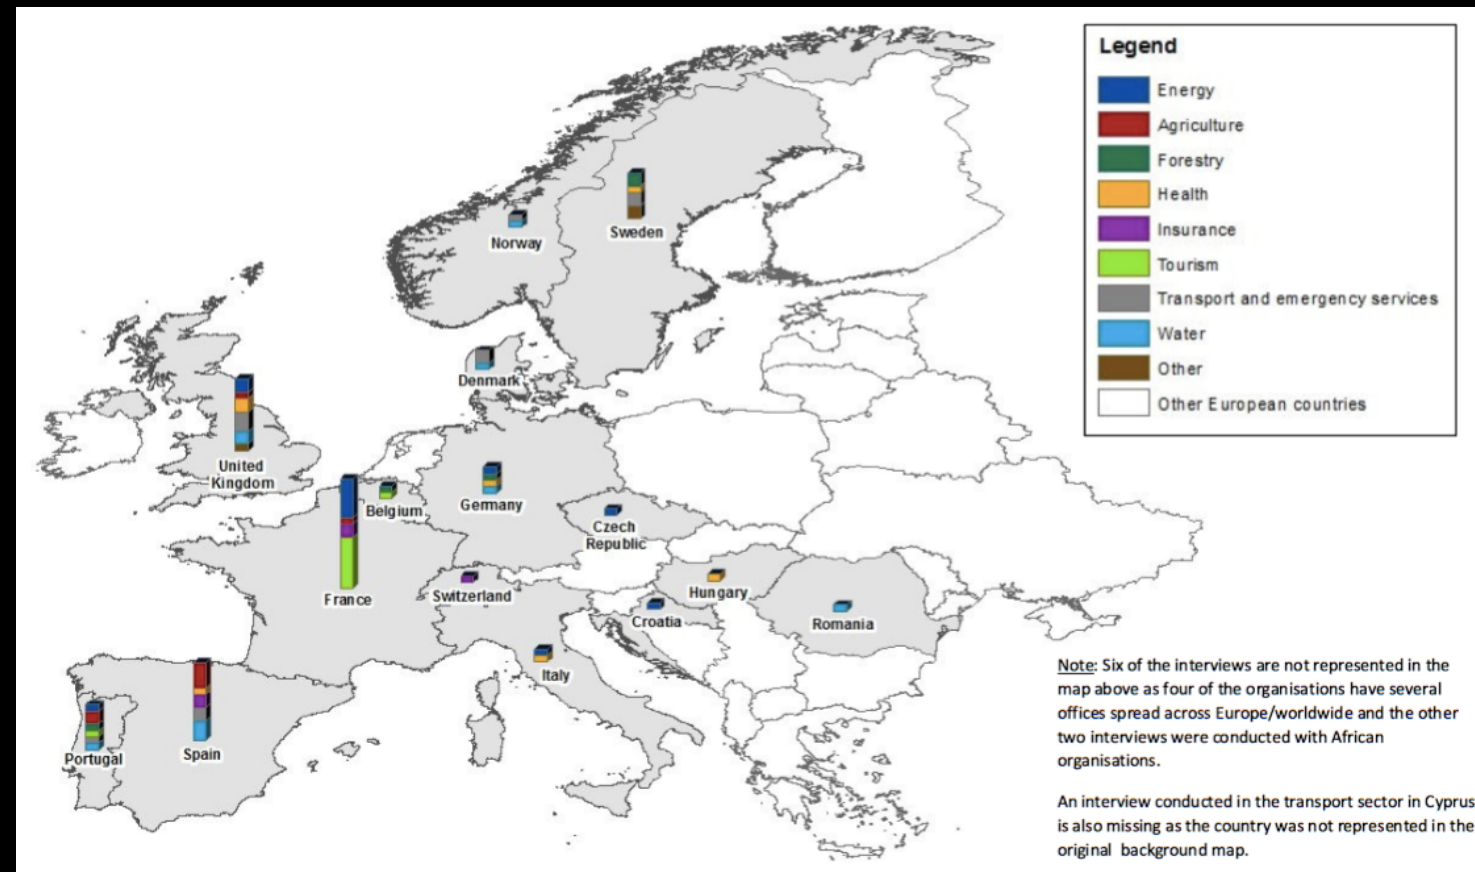 Legend
Energy
Agriculture
Forestry
Health
Insurance
Tourism
Transport and emergency services
Water
Other
Other European countries
Norway
Sweden
Denmark
United
Kingdom
Belgium
Germany
Czech
Republic
France
Switzerland
Hungary
Croatia
Romania
Italy
Portugal
Spain
Note: Six of the interviews are not represented in the
map above as four of the organisations have several
offices spread across Europe/worldwide and the other
two interviews were conducted with African
organisations.
An interview conducted in the transport sector in Cyprus
is also missing as the country was not represented in the
original background map.